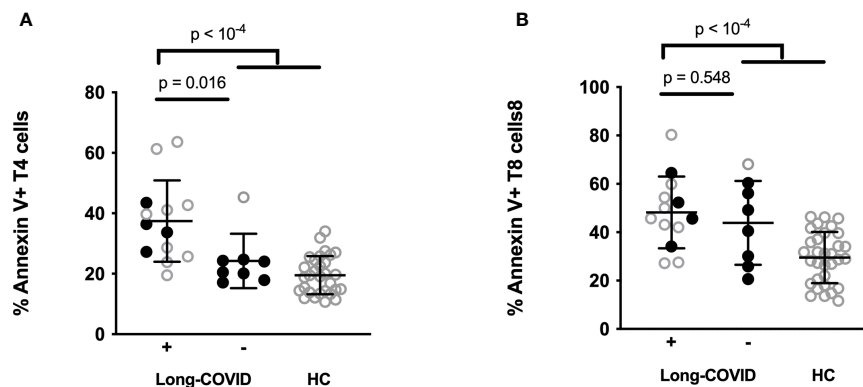 A
p < 10-4
p = 0.016
80
60
40
20
0
% Annexin V+ T4 cells
+ -
Long-COVID HC
B
p < 10-4
p = 0.548
100
80
60
40
20
0
% Annexin V+ T8 cells8
+ -
Long-COVID HC